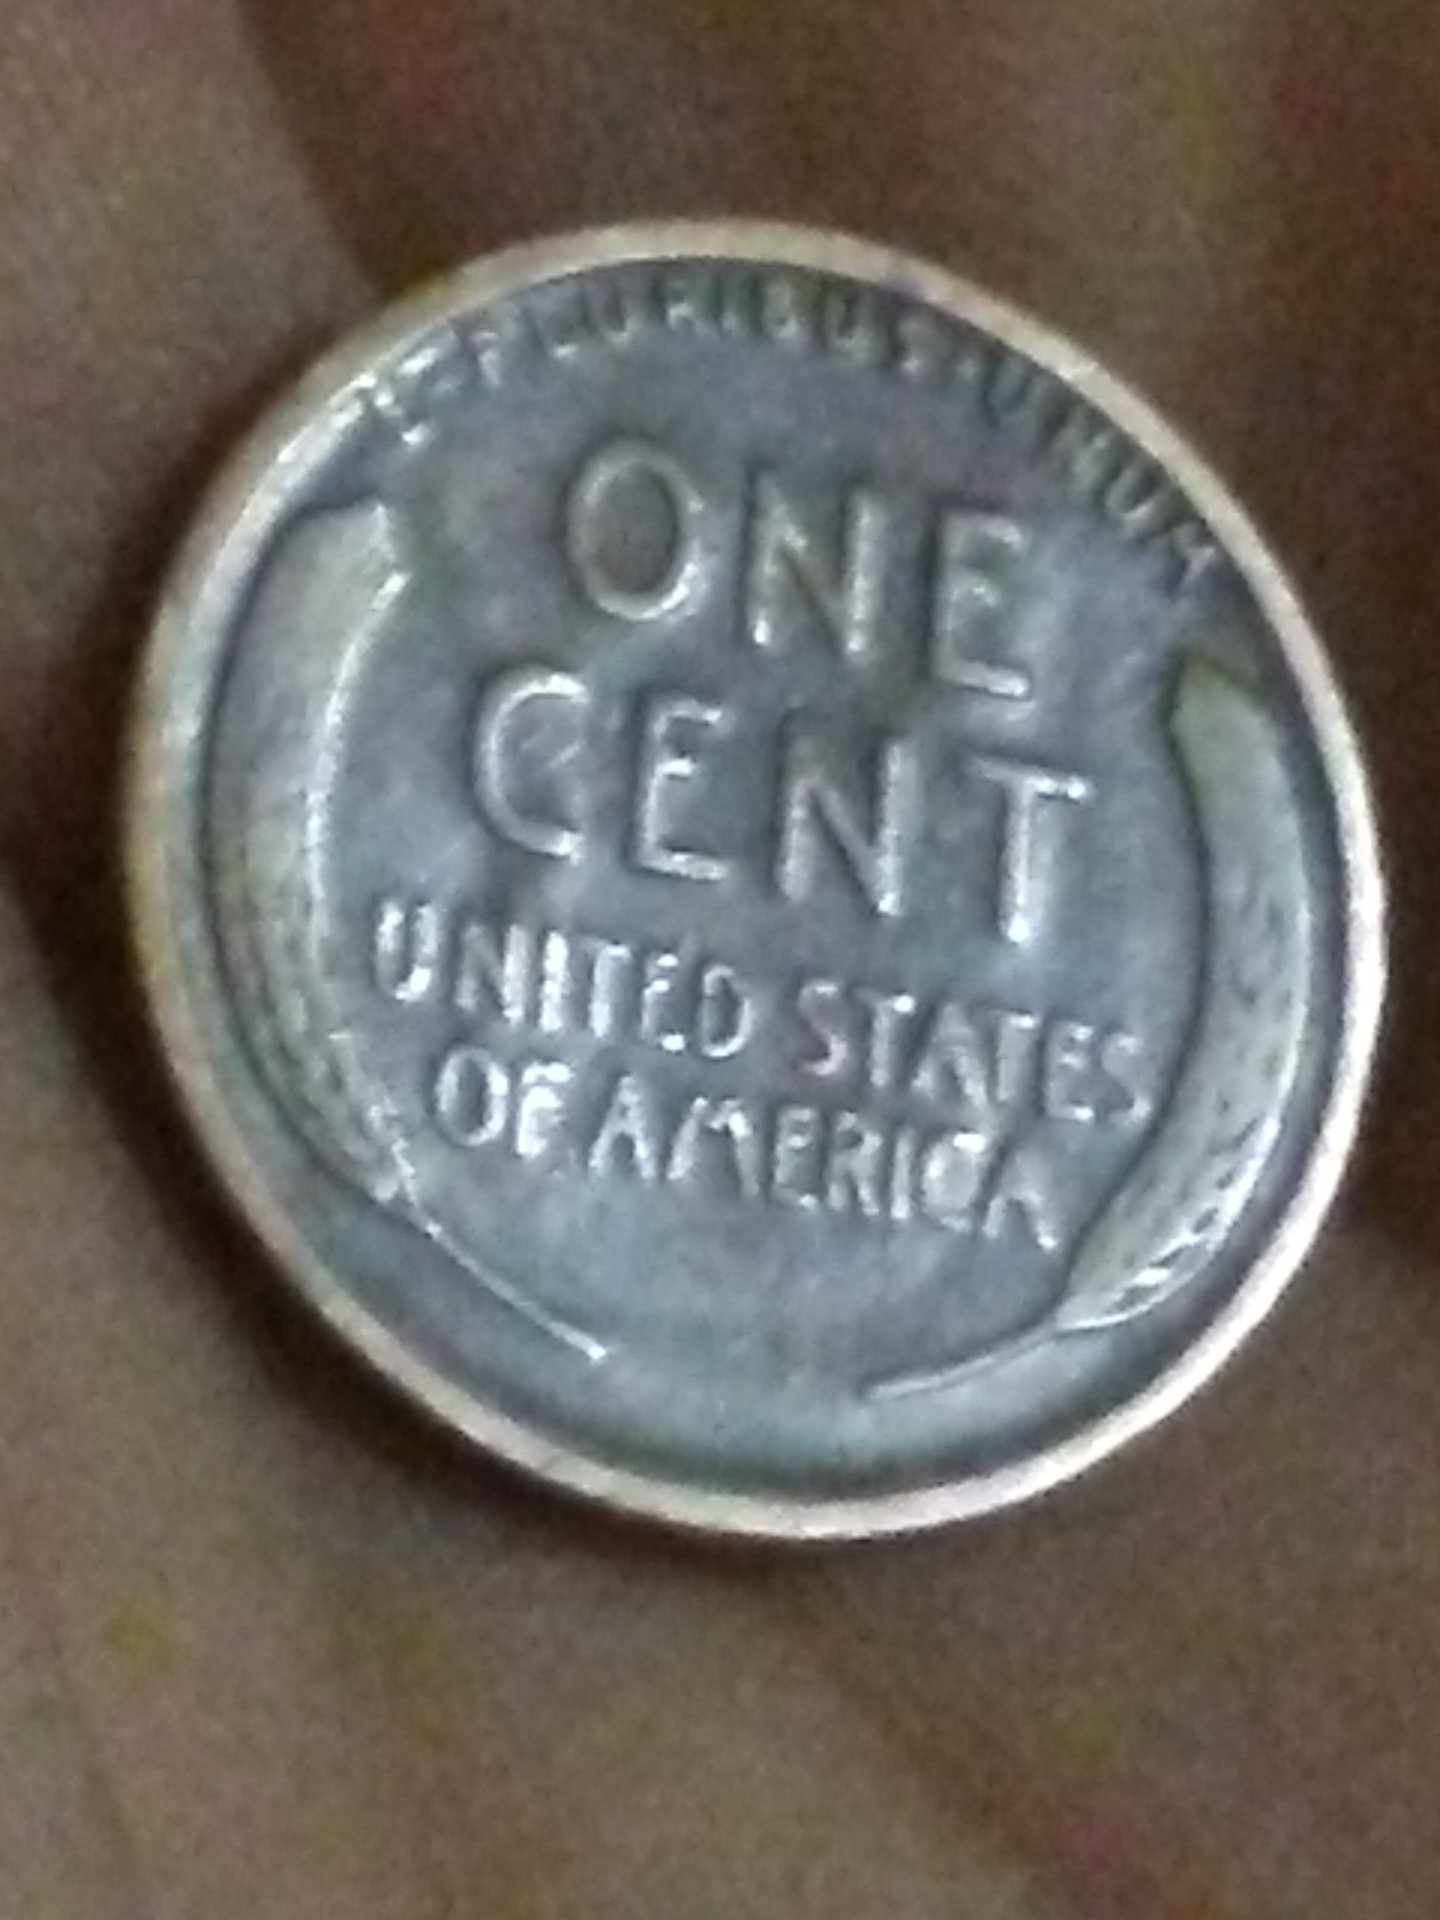 E·PLURIBUS·UNUM
ONE
CENT
UNITED STATES
OF AMERICA